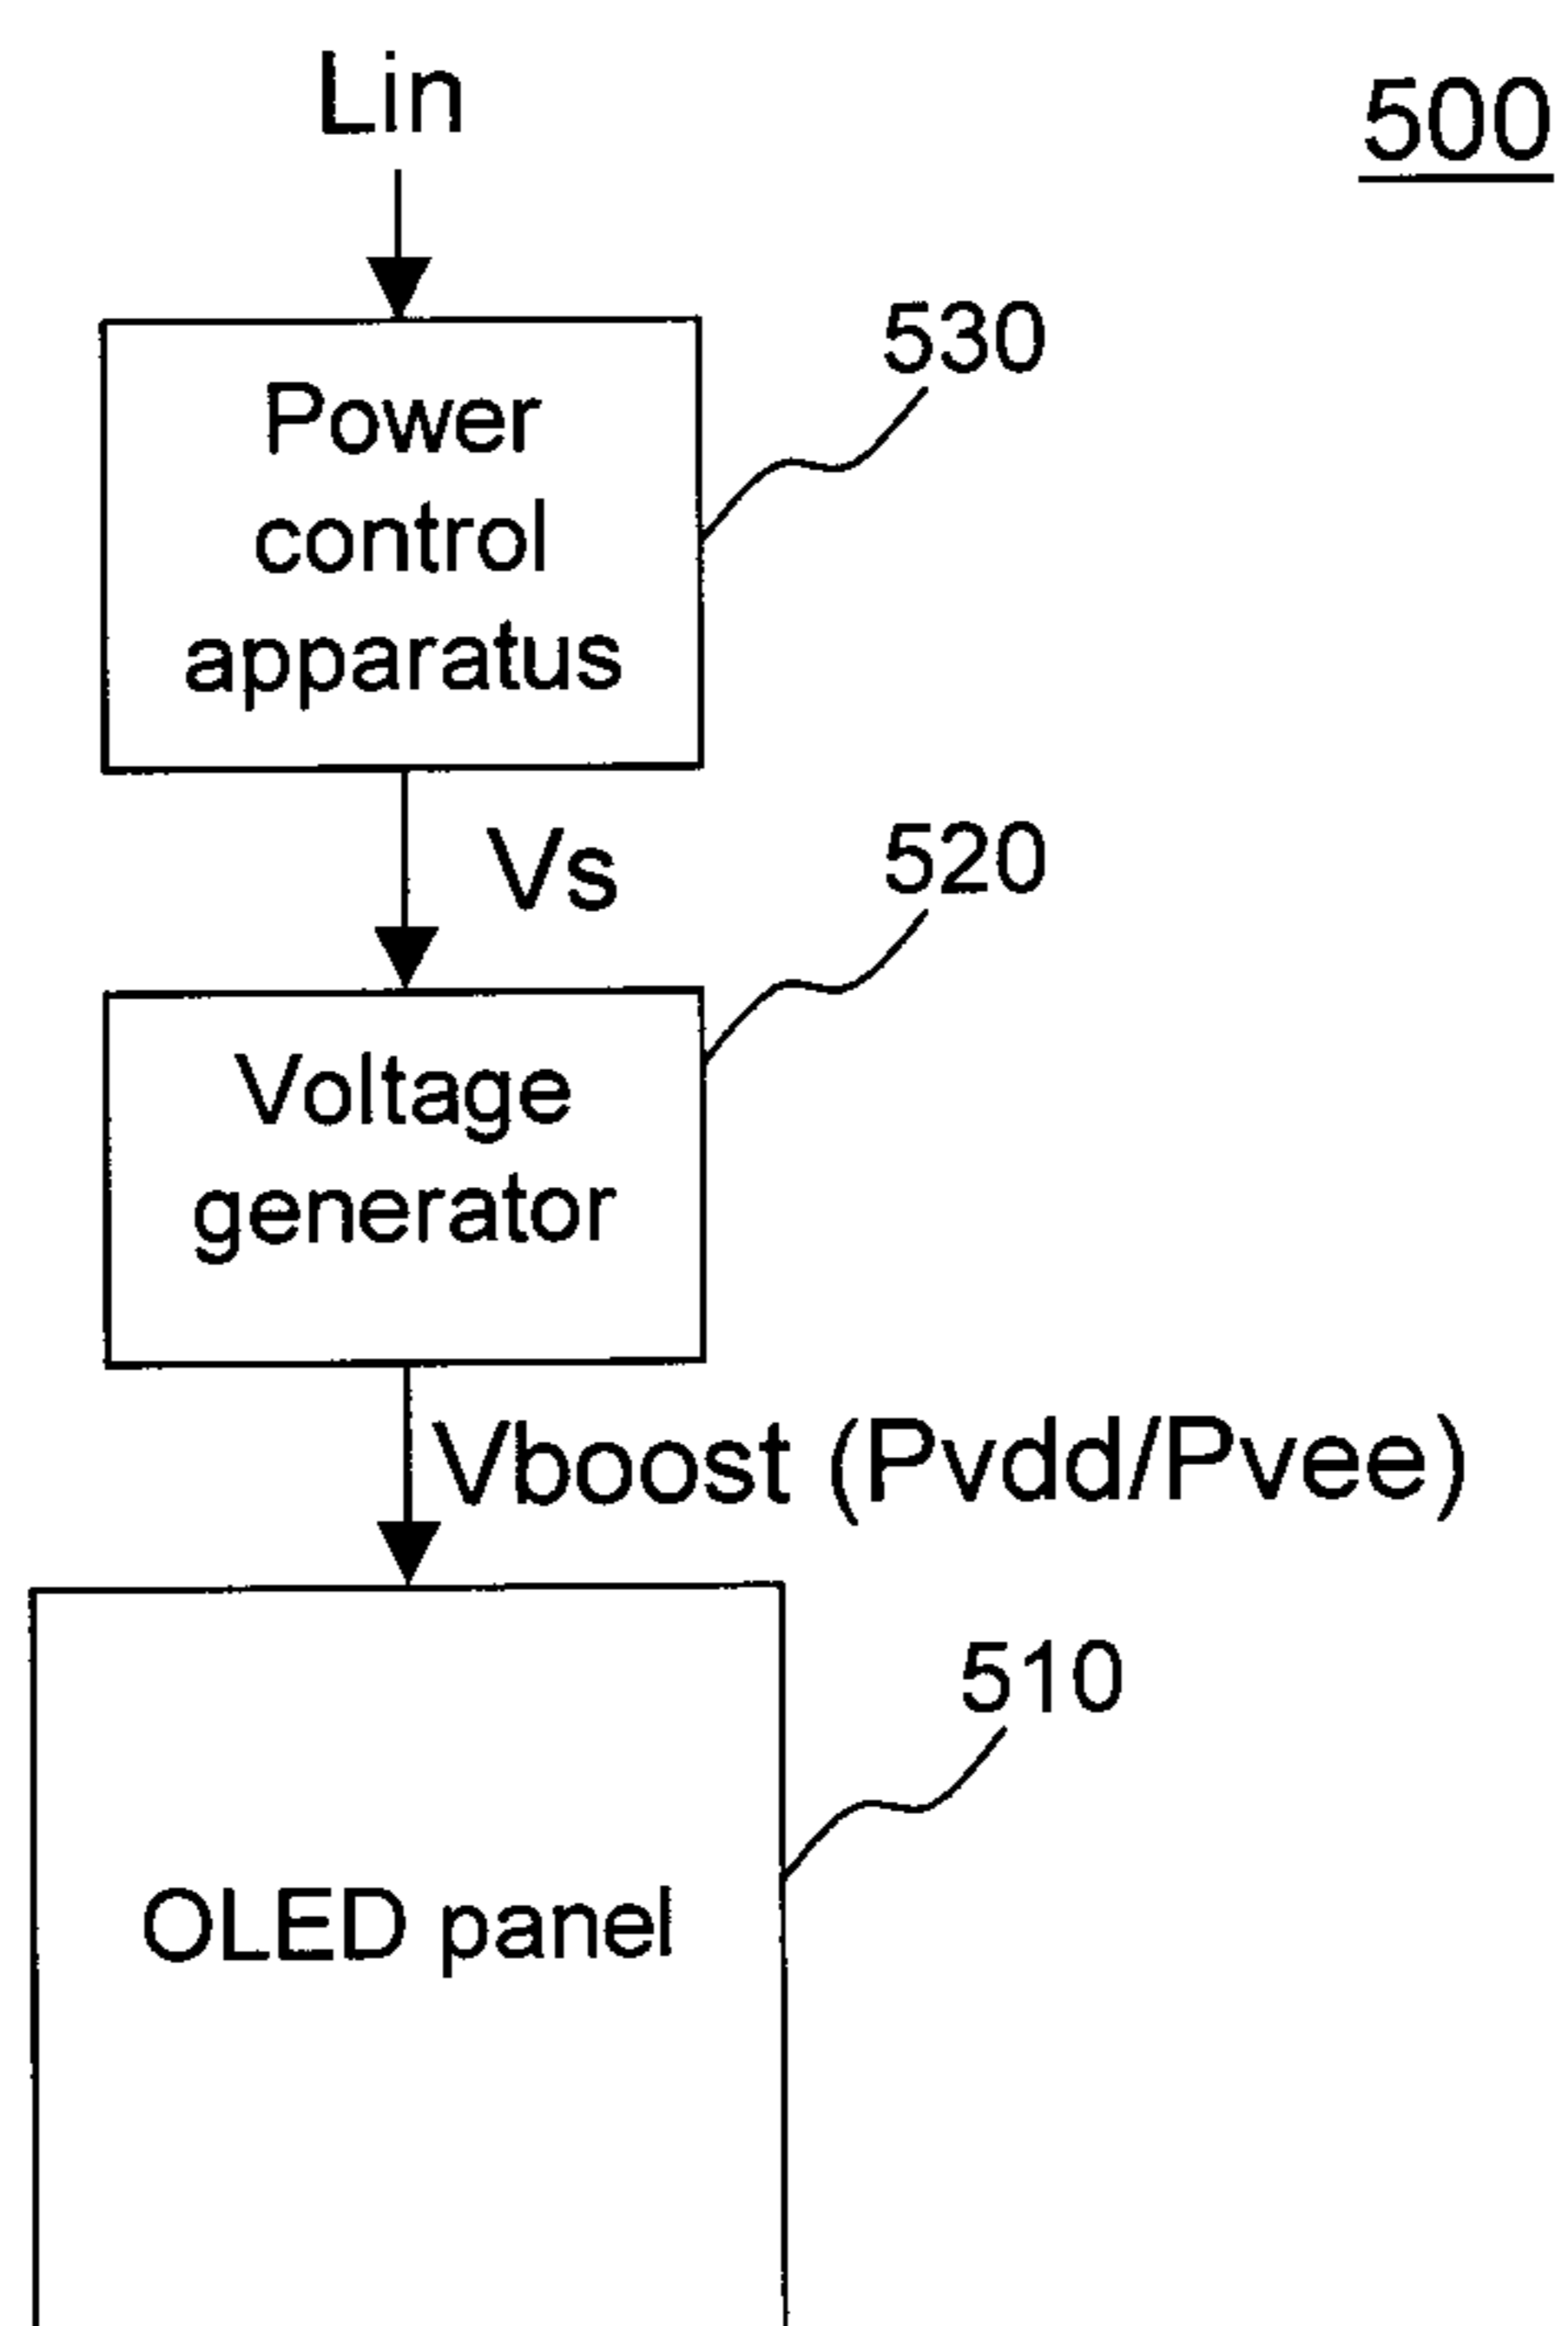 Lin
500
530
Power
control
apparatus
Vs
520
Voltage
generator
Vboost (Pvdd/Pvee)
510
OLED panel